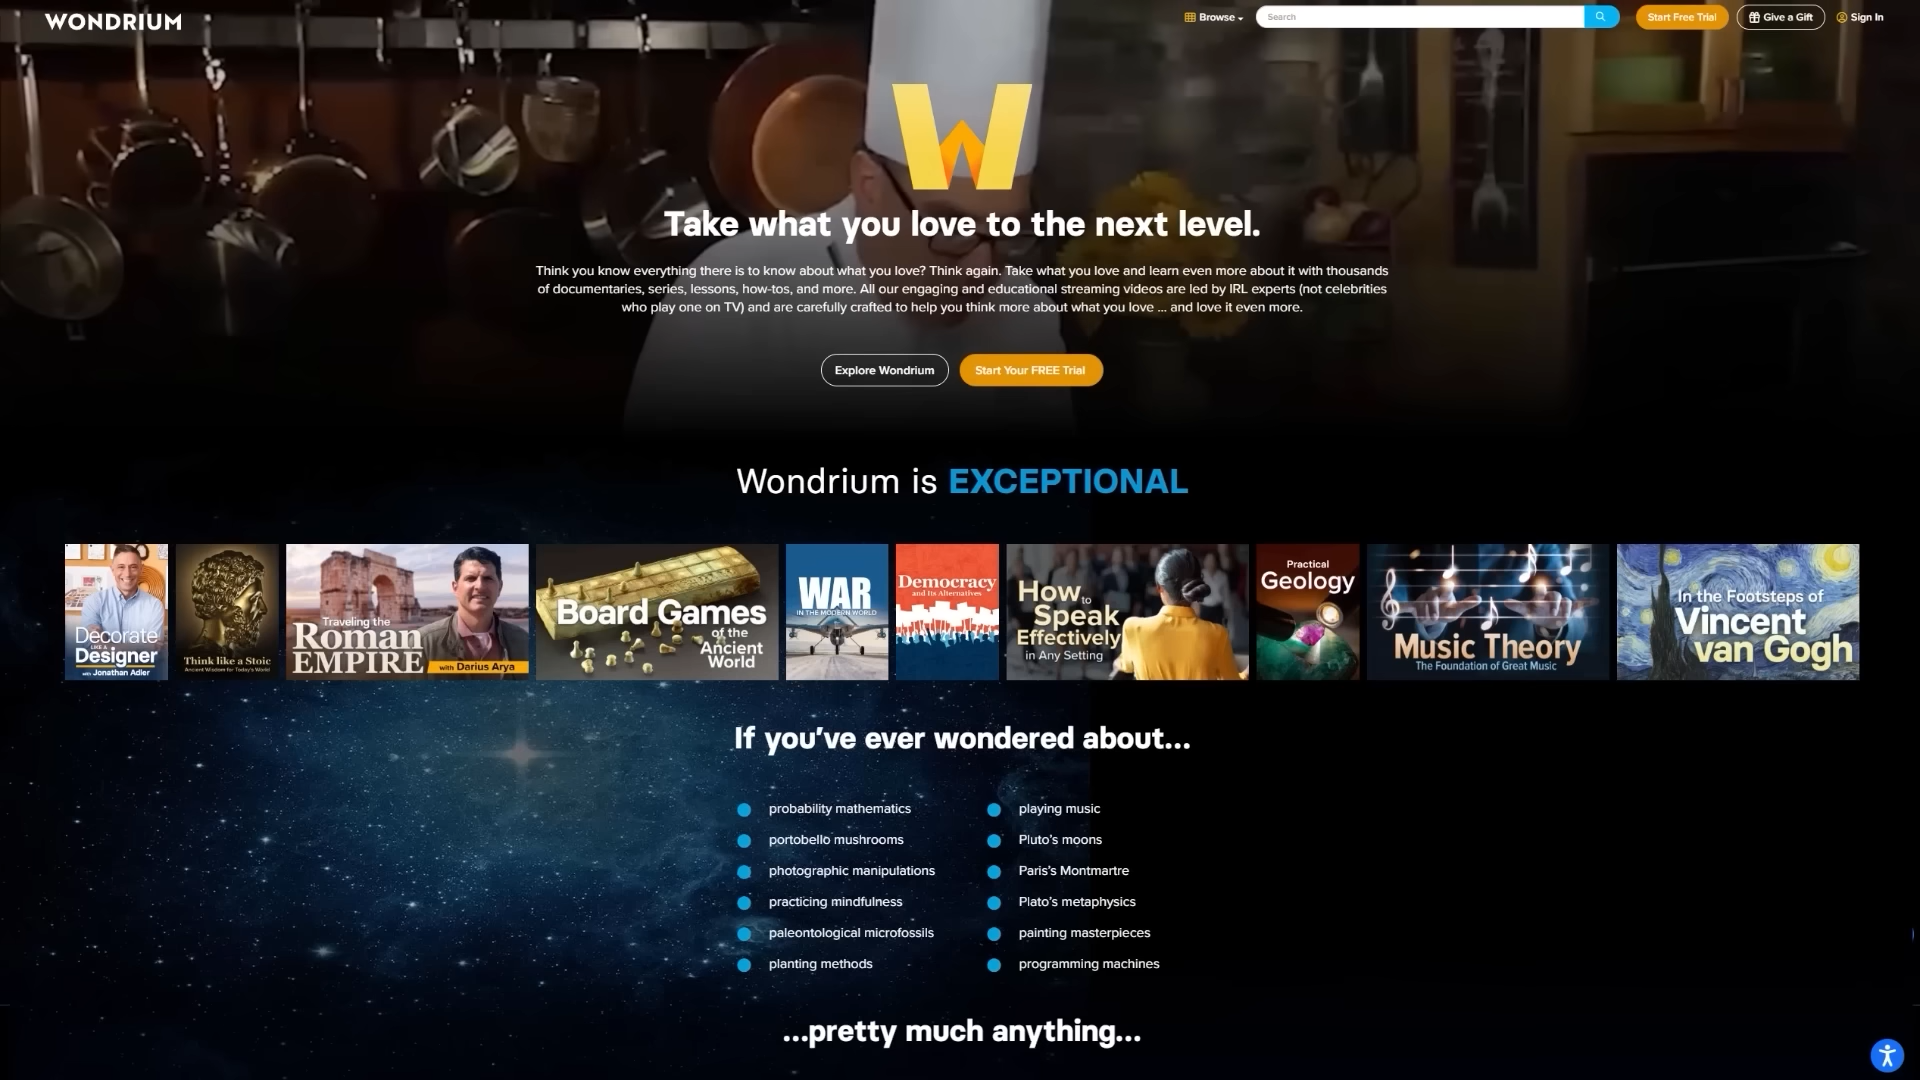 WONDRIUM
Browse
Search
Start Free Trial
Give a Gift
Sign In
W
Take what you love to the next level.
Think you know everything there is to know about what you love? Think again. Take what you love and learn even more about it with thousands
of documentaries, series, lessons, how-tos, and more. All our engaging and educational streaming videos are led by IRL experts (not celebrities
who play one on TV) and are carefully crafted to help you think more about what you love ... and love it even more.
Explore Wondrium
Start Your FREE Trial
Wondrium is EXCEPTIONAL
Decorate
LIKE A
Designer
with Jonathan Adler
Think like a Stoic
Ancient Wisdom for Today's World
Traveling the
Roman
EMPIRE
with Darius Arya
Board Games
of the
Ancient
World
WAR
IN THE MODERN WORLD
Democracy
and Its Alternatives
How to
Speak
Effectively
in Any Setting
Practical
Geology
Music Theory
The Foundation of Great Music
In the Footsteps of
Vincent
van Gogh
If you've ever wondered about...
probability mathematics
portobello mushrooms
photographic manipulations
practicing mindfulness
paleontological microfossils
planting methods
playing music
Pluto's moons
Paris's Montmartre
Plato's metaphysics
painting masterpieces
programming machines
...pretty much anything...